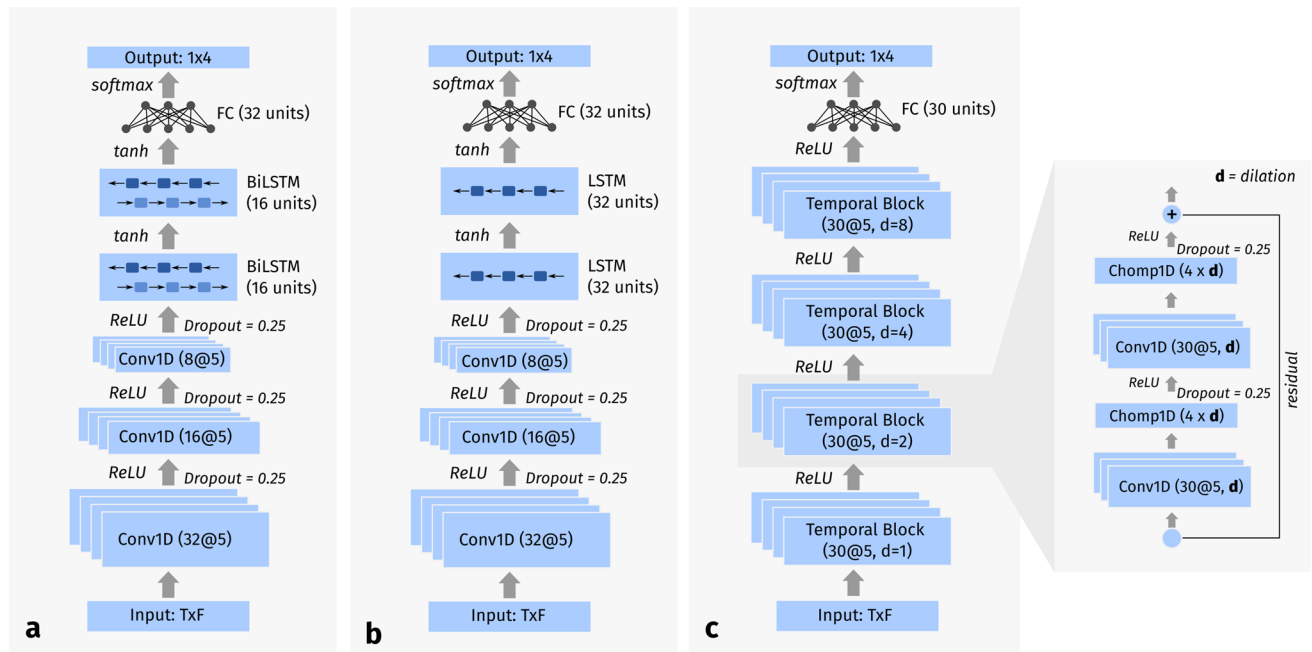 Output: 1x4
softmax
FC (32 units)
tanh
BiLSTM
(16 units)
tanh
BiLSTM
(16 units)
ReLU
Dropout = 0.25
Conv1D (8@5)
ReLU
Dropout = 0.25
Conv1D (16@5)
ReLU
Dropout = 0.25
Conv1D (32@5)
Input: TxF
a
Output: 1x4
softmax
FC (32 units)
tanh
LSTM
(32 units)
tanh
LSTM
(32 units)
ReLU
Dropout = 0.25
Conv1D (8@5)
ReLU
Dropout = 0.25
Conv1D (16@5)
ReLU
Dropout = 0.25
Conv1D (32@5)
Input: TxF
b
Output: 1x4
softmax
FC (30 units)
ReLU
Temporal Block
(30@5, d=8)
ReLU
Temporal Block
(30@5, d=4)
ReLU
Temporal Block
(30@5, d=2)
ReLU
Temporal Block
(30@5, d=1)
Input: TxF
c
d = dilation
+
ReLU
Dropout = 0.25
Chomp1D (4 x d)
Conv1D (30@5, d)
ReLU
Dropout = 0.25
Chomp1D (4 x d)
Conv1D (30@5, d)
residual